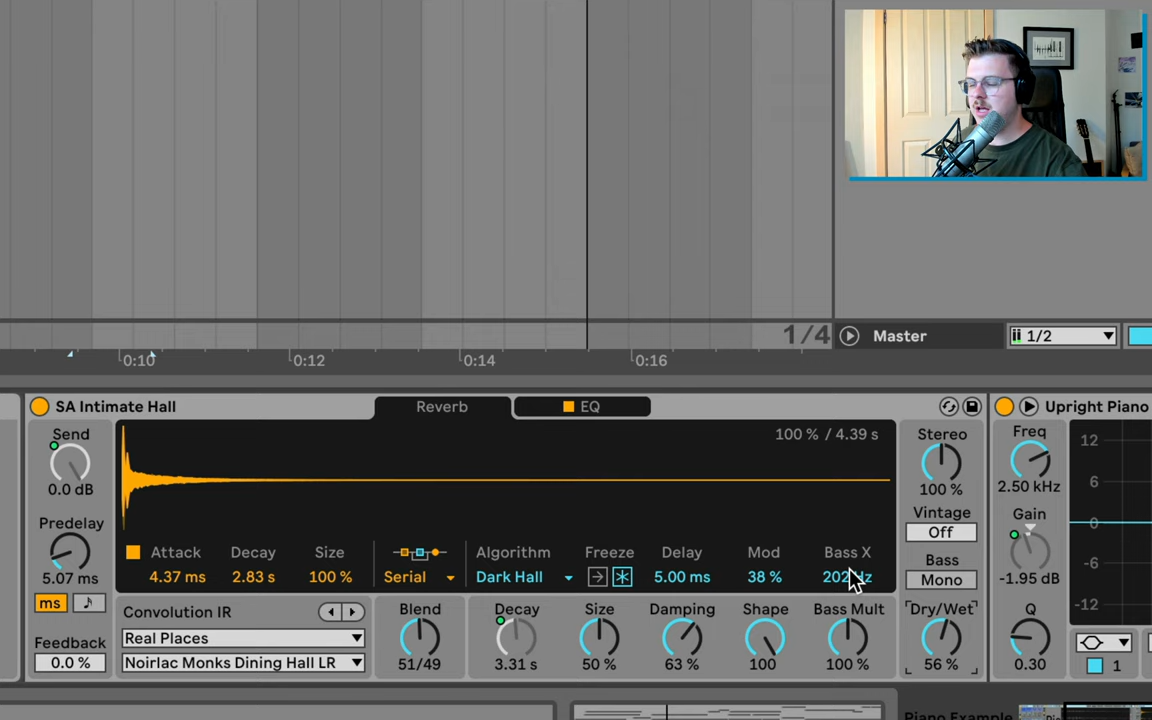 1/4
Master
1/2
0:10
0:12
0:14
0:16
SA Intimate Hall
Reverb
EQ
Upright Piano
Send
0.0 dB
Predelay
5.07 ms
ms
Feedback
0.0 %
100 % / 4.39 s
Attack
Decay
Size
4.37 ms
2.83 s
100 %
Serial
Algorithm
Freeze
Delay
Mod
Bass X
Dark Hall
5.00 ms
38 %
Convolution IR
Real Places
Noirlac Monks Dining Hall LR
Blend
51/49
Decay
3.31 s
Size
50 %
Damping
63 %
Shape
100
Bass Mult
100 %
Stereo
100 %
Vintage
Off
Bass
Mono
Dry/Wet
56 %
Freq
2.50 kHz
Gain
-1.95 dB
Q
0.30
12
6
0
-6
-12
1